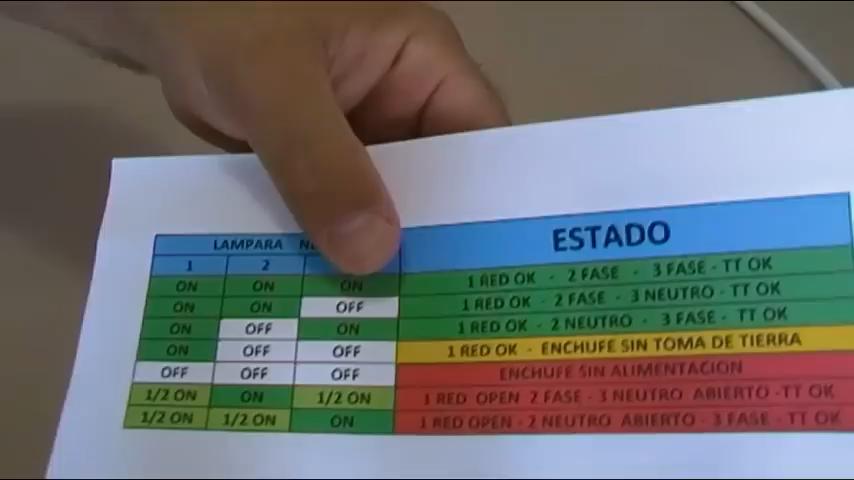 LAMPARA ESTADO
1 2
ON ON ON 1 RED OK - 2 FASE - 3 FASE - TT OK
ON ON OFF 1 RED OK - 2 FASE - 3 NEUTRO - TT OK
ON OFF ON 1 RED OK - 2 NEUTRO - 3 FASE - TT OK
ON OFF OFF 1 RED OK - ENCHUFE SIN TOMA DE TIERRA
OFF OFF OFF ENCHUFE SIN ALIMENTACION
1/2 ON ON 1/2 ON 1 RED OPEN 2 FASE - 3 NEUTRO ABIERTO -TT OK
1/2 ON 1/2 ON ON 1 RED OPEN - 2 NEUTRO ABIERTO - 3 FASE - TT OK